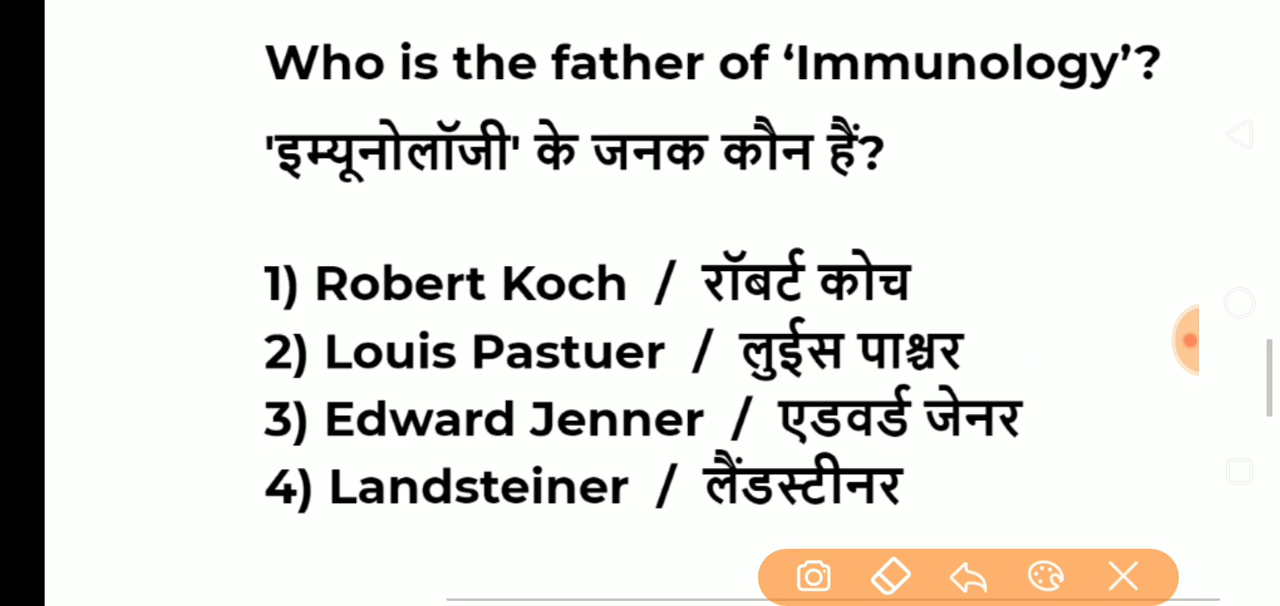 Who is the father of ‘Immunology’?
'इम्यूनोलॉजी' के जनक कौन हैं?
1) Robert Koch / रॉबर्ट कोच
2) Louis Pastuer / लुईस पाश्चर
3) Edward Jenner / एडवर्ड जेनर
4) Landsteiner / लैंडस्टीनर